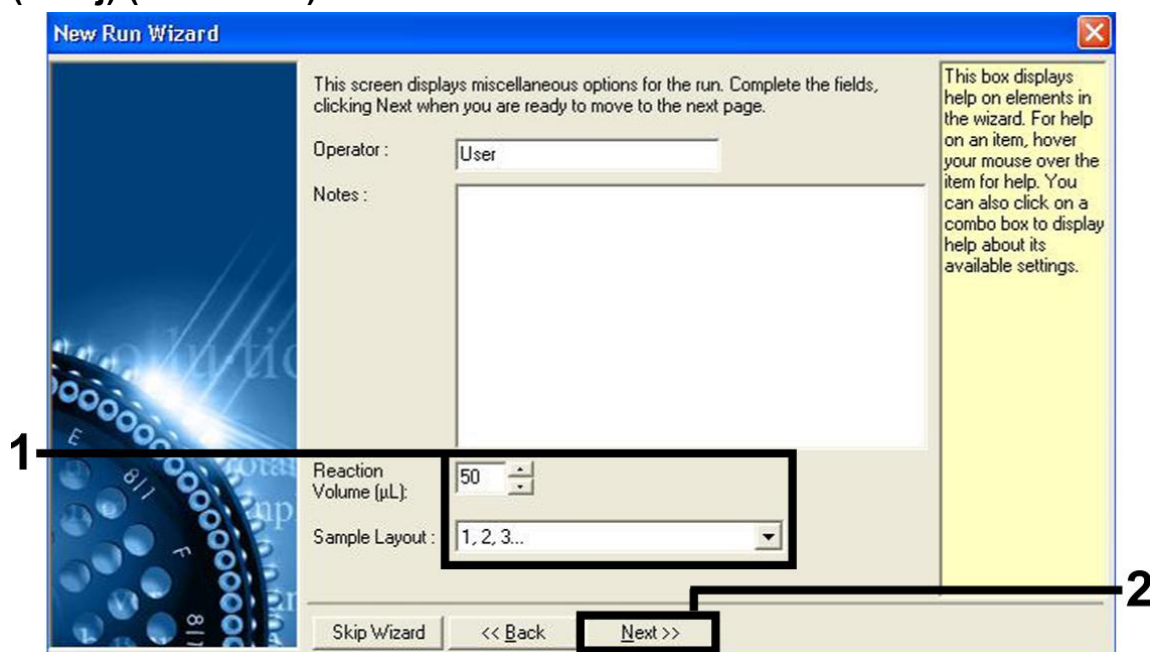 New Run Wizard
This screen displays miscellaneous options for the run. Complete the fields,
clicking Next when you are ready to move to the next page.
Operator :
User
Notes :
Reaction
Volume (µL):
50
Sample Layout :
1, 2, 3...
Skip Wizard
<< Back
Next >>
This box displays
help on elements in
the wizard. For help
on an item, hover
your mouse over the
item for help. You
can also click on a
combo box to display
help about its
available settings.
1
2
E
8/1
F
8/1